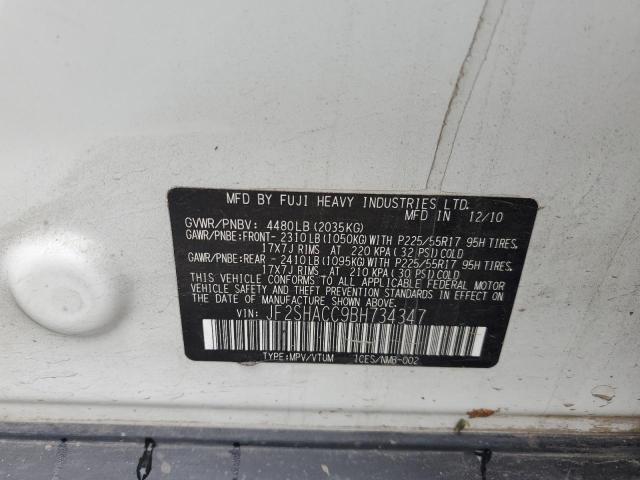 MFD BY FUJI HEAVY INDUSTRIES LTD.
MFD IN 12/10
GVWR/PNBV: 4480LB(2035KG)
GAWR/PNBE:FRONT- 2310LB(1050KG)WITH P225/55R17 95H TIRES,
17X7J RIMS AT 220 KPA(32 PSI)COLD
GAWR/PNBE:REAR - 2410LB(1095KG)WITH P225/55R17 95H TIRES,
17X7J RIMS AT 210 KPA(30 PSI)COLD
THIS VEHICLE CONFORMS TO ALL APPLICABLE FEDERAL MOTOR
VEHICLE SAFETY STANDARDS IN EFFECT ON THE DATE OF
MANUFACTURE SHOWN ABOVE.
VIN: JF2SHACC9BH734347
TYPE:MPV/VTUM ICES/NMB-002